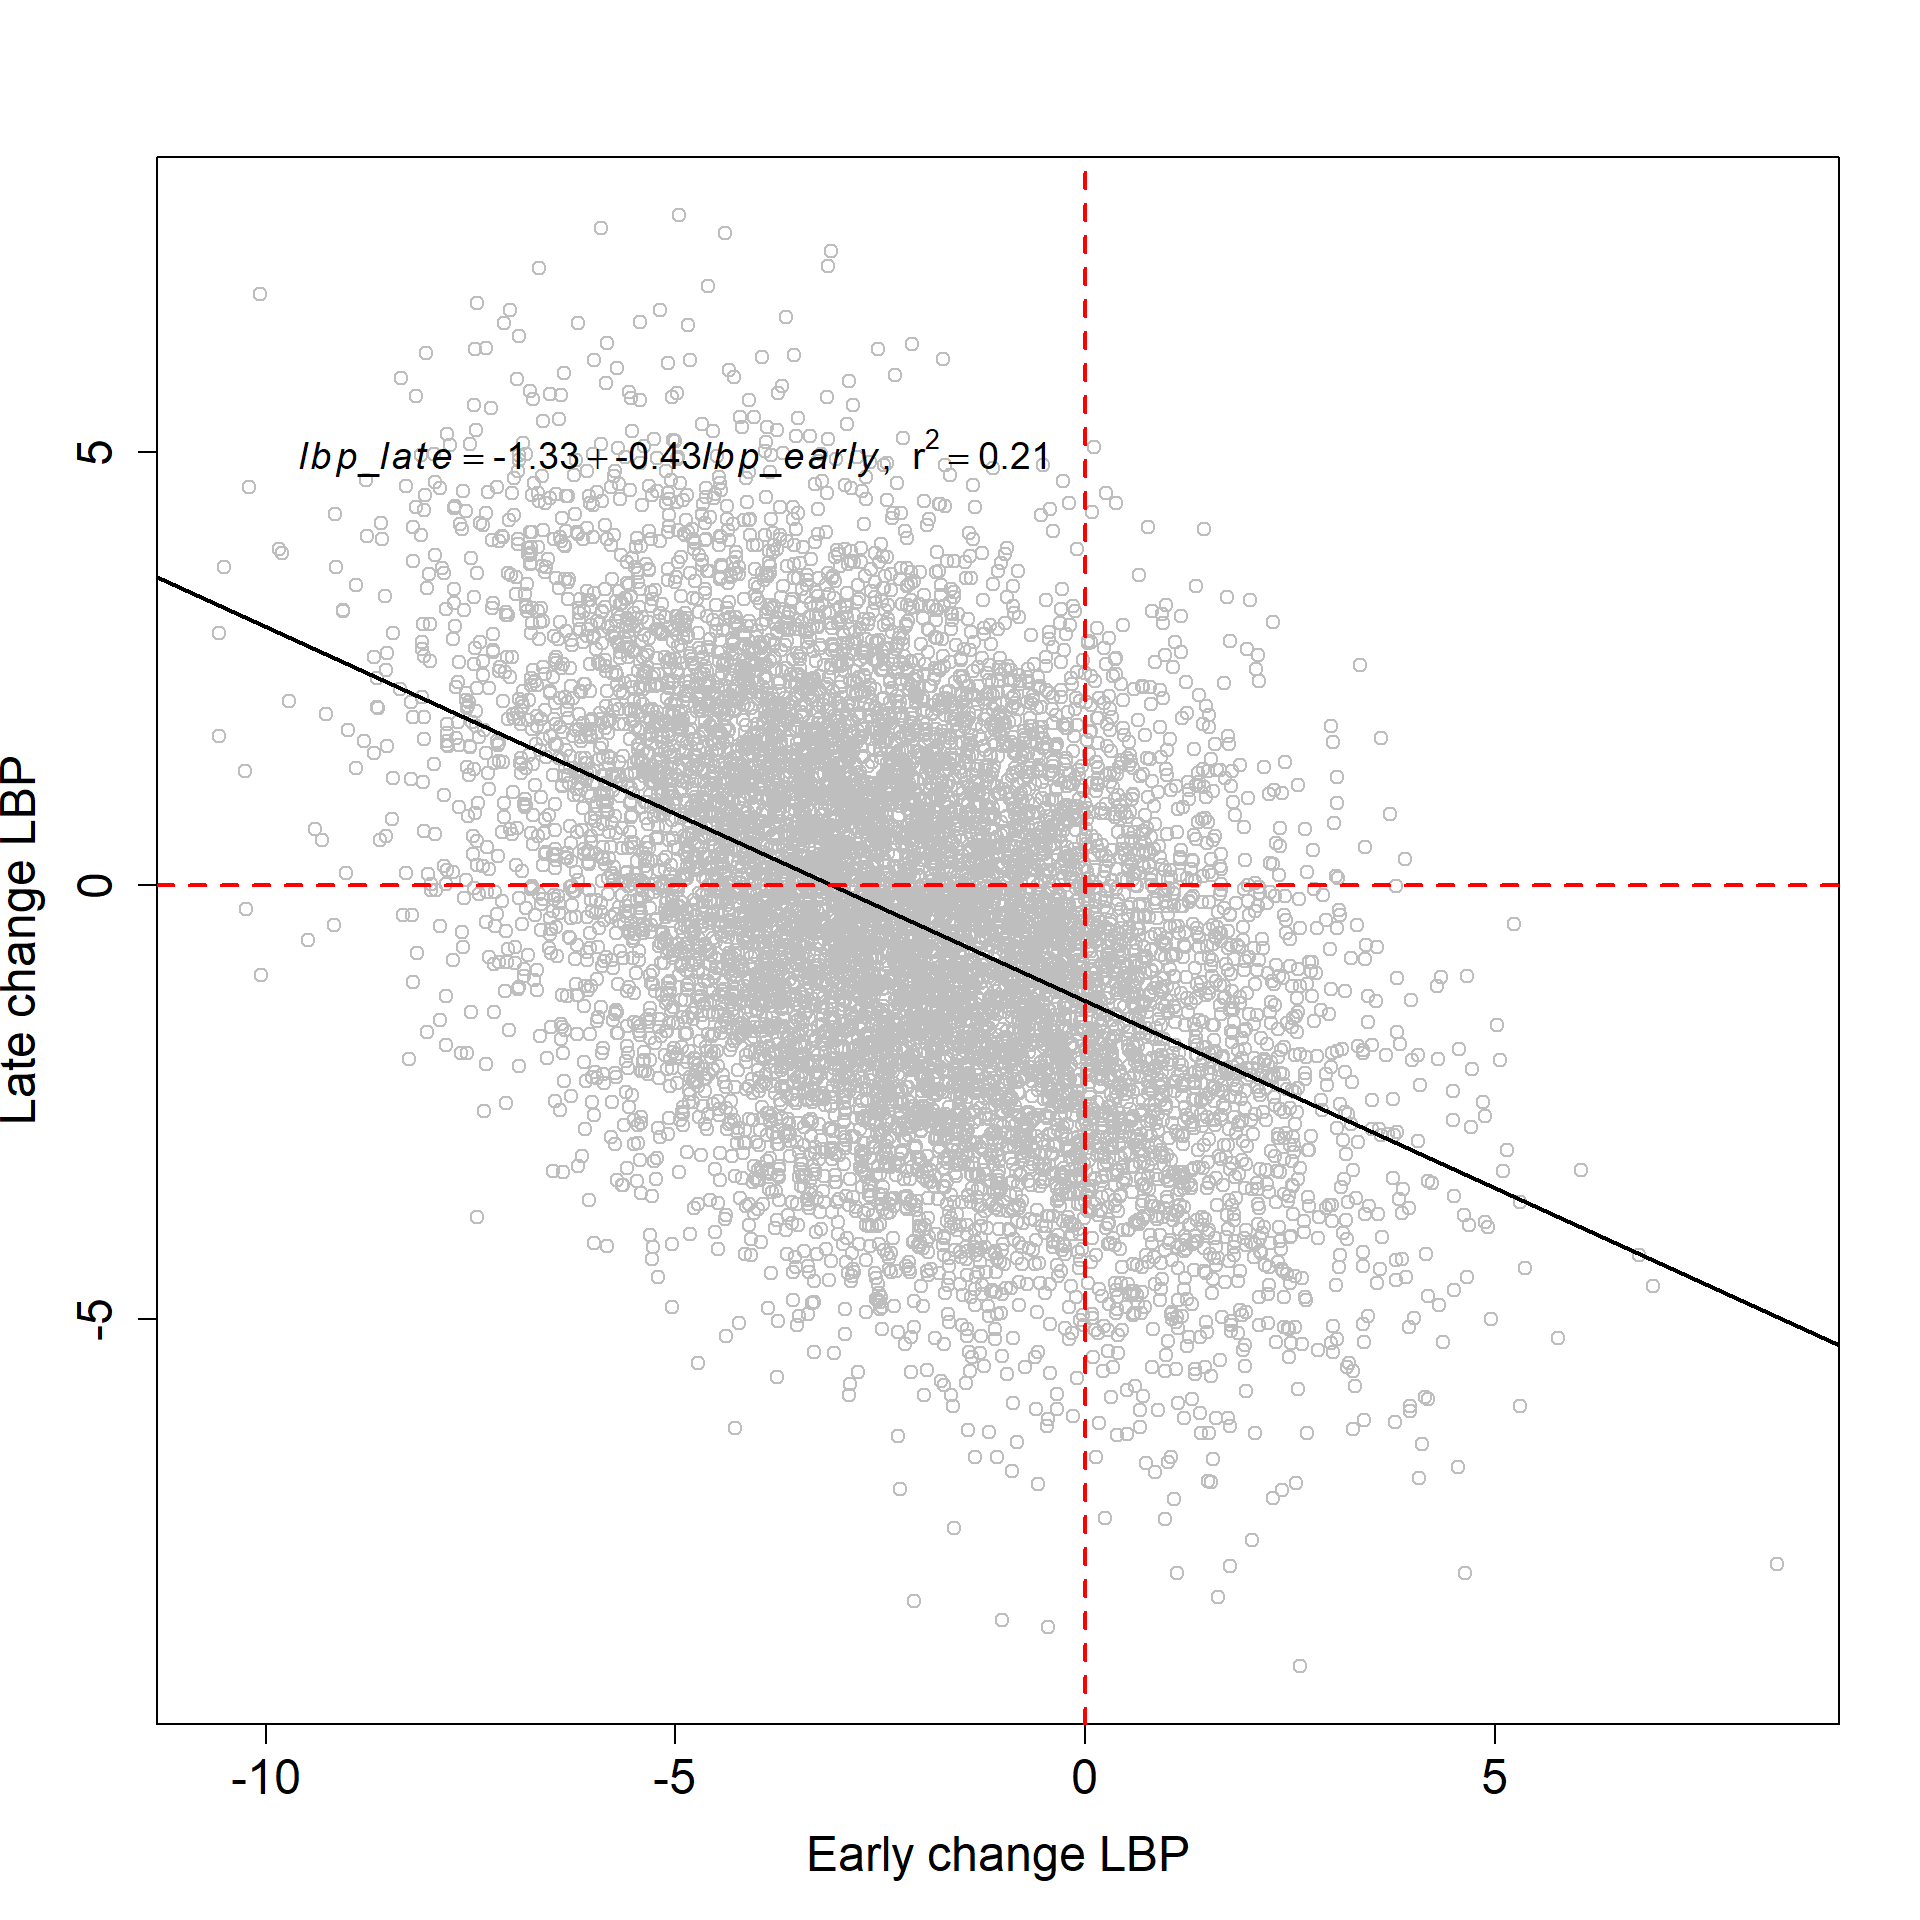 lbp_late=-1.33+-0.43lbp_early, r²=0.21
Late change LBP
5
0
-5
-10 -5 0 5
Early change LBP